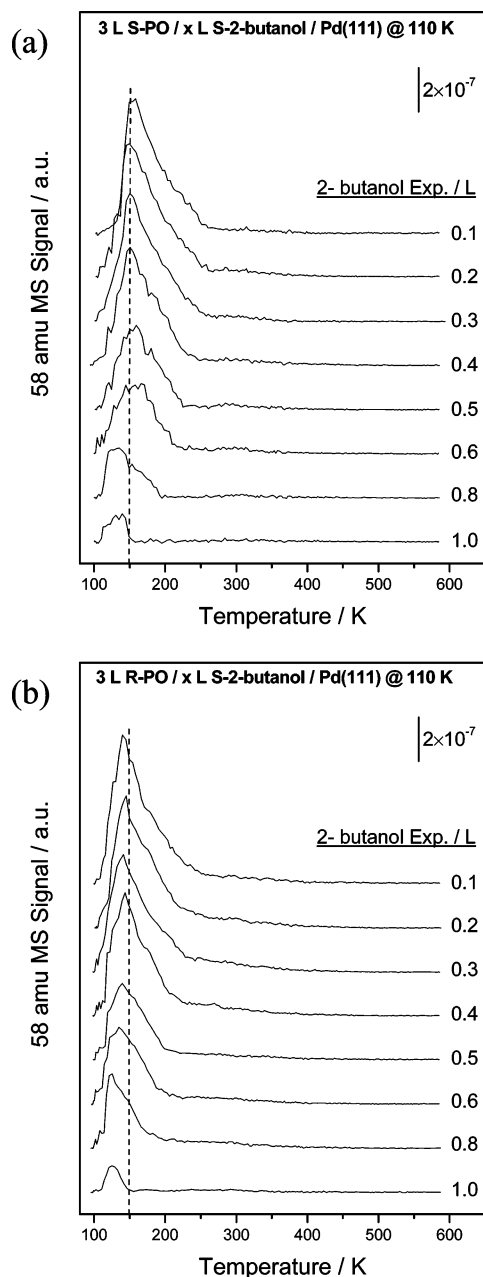 (a)
3 L S-PO / x L S-2-butanol / Pd(111) @ 110 K
2×10⁻⁷
2- butanol Exp. / L
0.1
0.2
0.3
0.4
0.5
0.6
0.8
1.0
58 amu MS Signal / a.u.
100 200 300 400 500 600
Temperature / K
(b)
3 L R-PO / x L S-2-butanol / Pd(111) @ 110 K
2×10⁻⁷
2- butanol Exp. / L
0.1
0.2
0.3
0.4
0.5
0.6
0.8
1.0
58 amu MS Signal / a.u.
100 200 300 400 500 600
Temperature / K